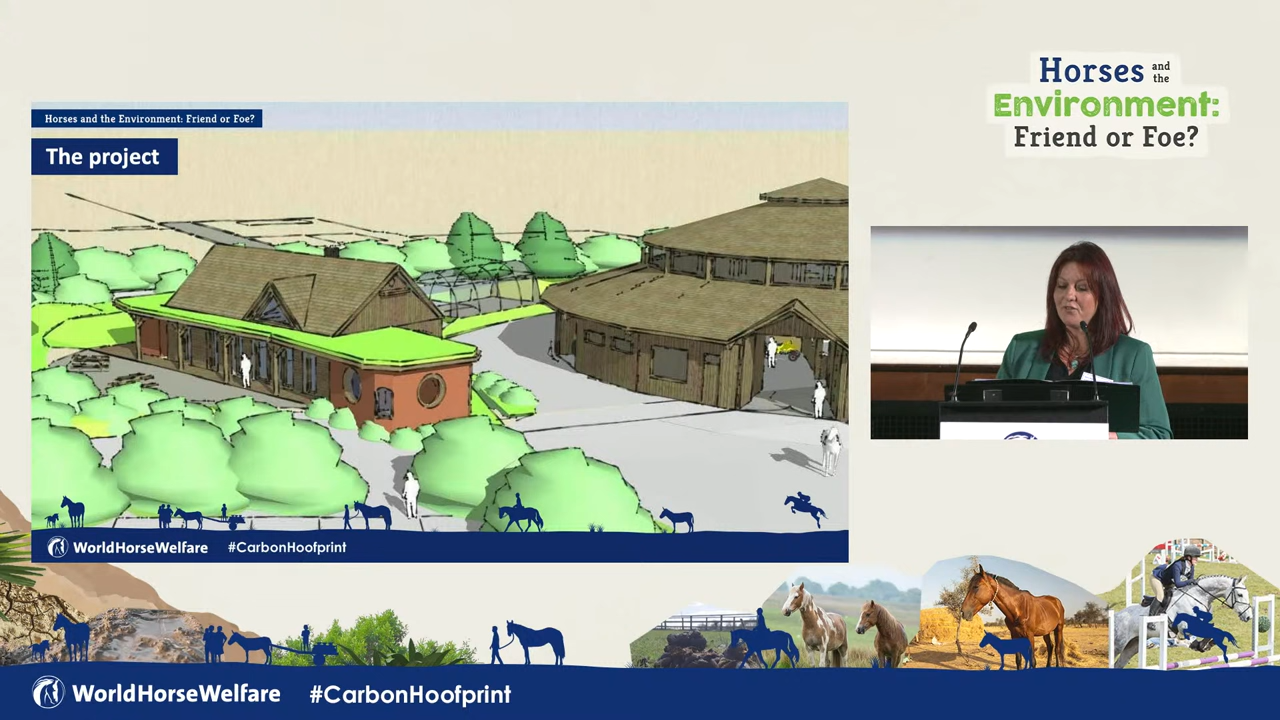 Horses and the
Environment:
Friend or Foe?
Horses and the Environment: Friend or Foe?
The project
WorldHorseWelfare #CarbonHoofprint
WorldHorseWelfare #CarbonHoofprint